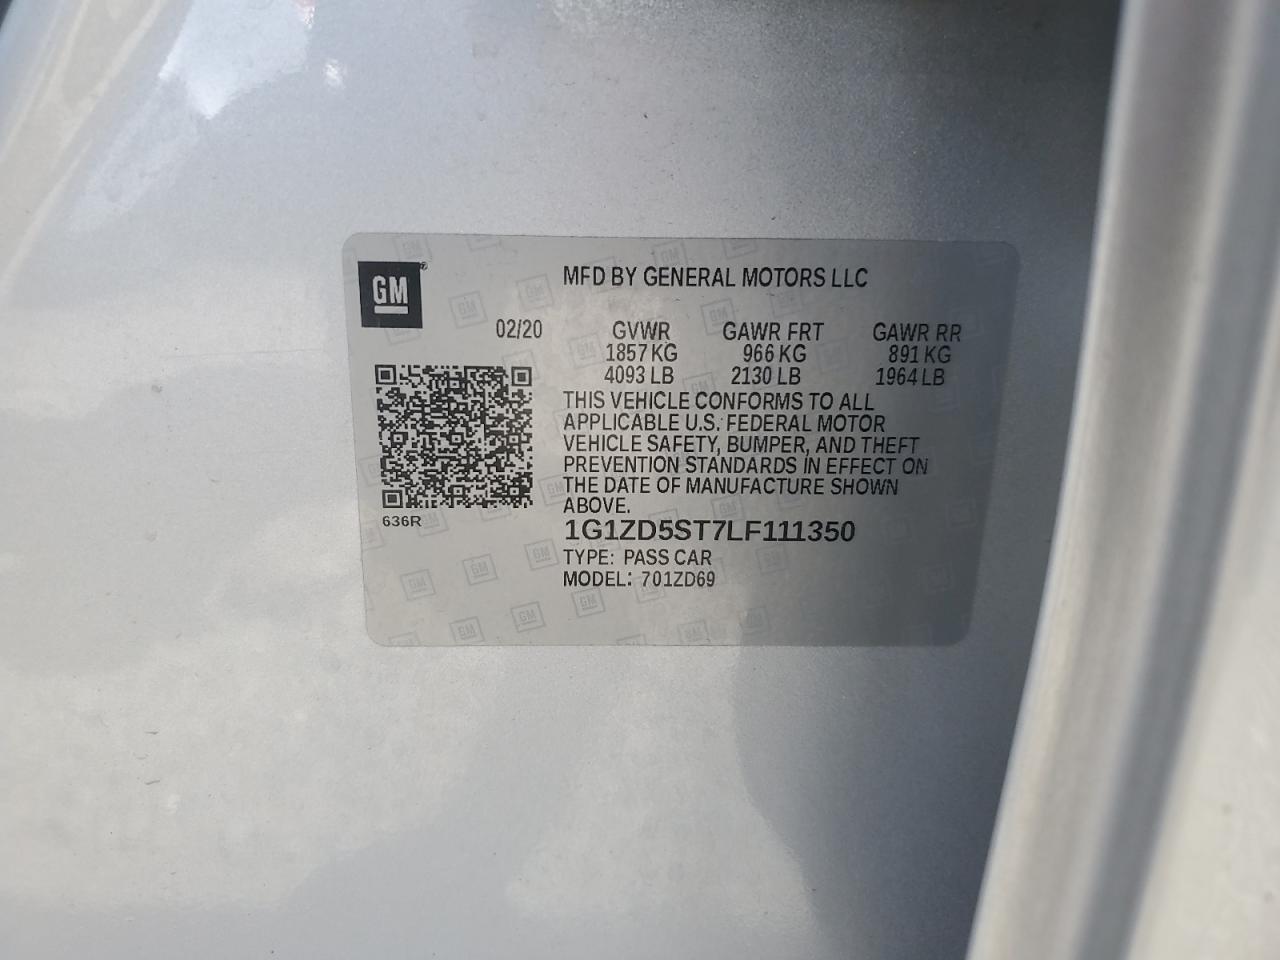 GM®
MFD BY GENERAL MOTORS LLC
02/20 GVWR GAWR FRT GAWR RR
1857 KG 966 KG 891 KG
4093 LB 2130 LB 1964 LB
THIS VEHICLE CONFORMS TO ALL
APPLICABLE U.S. FEDERAL MOTOR
VEHICLE SAFETY, BUMPER, AND THEFT
PREVENTION STANDARDS IN EFFECT ON
THE DATE OF MANUFACTURE SHOWN
ABOVE.
636R
1G1ZD5ST7LF111350
TYPE: PASS CAR
MODEL: 701ZD69